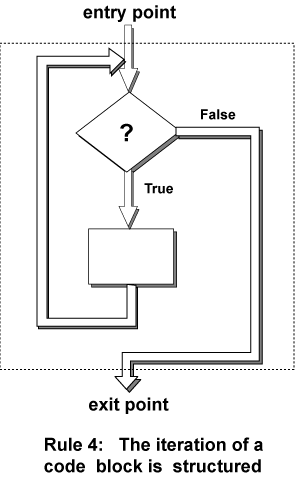 entry point
?
False
True
exit point
Rule 4: The iteration of a
code block is structured